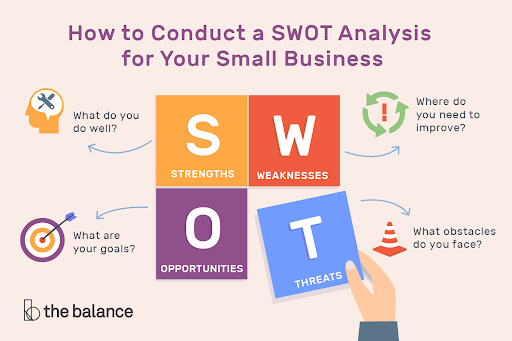 How to Conduct a SWOT Analysis
for Your Small Business
What do you
do well?
S
STRENGTHS
W
WEAKNESSES
Where do
you need to
improve?
What are
your goals?
O
OPPORTUNITIES
T
THREATS
What obstacles
do you face?
the balance